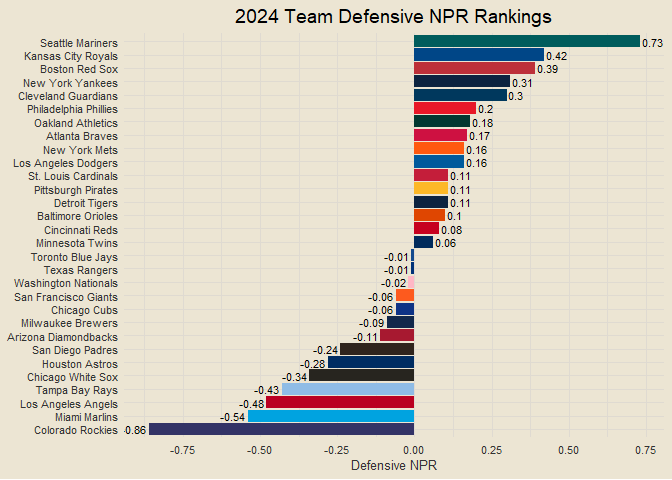 2024 Team Defensive NPR Rankings
Seattle Mariners 0.73
Kansas City Royals 0.42
Boston Red Sox 0.39
New York Yankees 0.31
Cleveland Guardians 0.3
Philadelphia Phillies 0.2
Oakland Athletics 0.18
Atlanta Braves 0.17
New York Mets 0.16
Los Angeles Dodgers 0.16
St. Louis Cardinals 0.11
Pittsburgh Pirates 0.11
Detroit Tigers 0.11
Baltimore Orioles 0.1
Cincinnati Reds 0.08
Minnesota Twins 0.06
Toronto Blue Jays -0.01
Texas Rangers -0.01
Washington Nationals -0.02
San Francisco Giants -0.06
Chicago Cubs -0.06
Milwaukee Brewers -0.09
Arizona Diamondbacks -0.11
San Diego Padres -0.24
Houston Astros -0.28
Chicago White Sox -0.34
Tampa Bay Rays -0.43
Los Angeles Angels -0.48
Miami Marlins -0.54
Colorado Rockies -0.86
-0.75 -0.50 -0.25 0.00 0.25 0.50 0.75
Defensive NPR